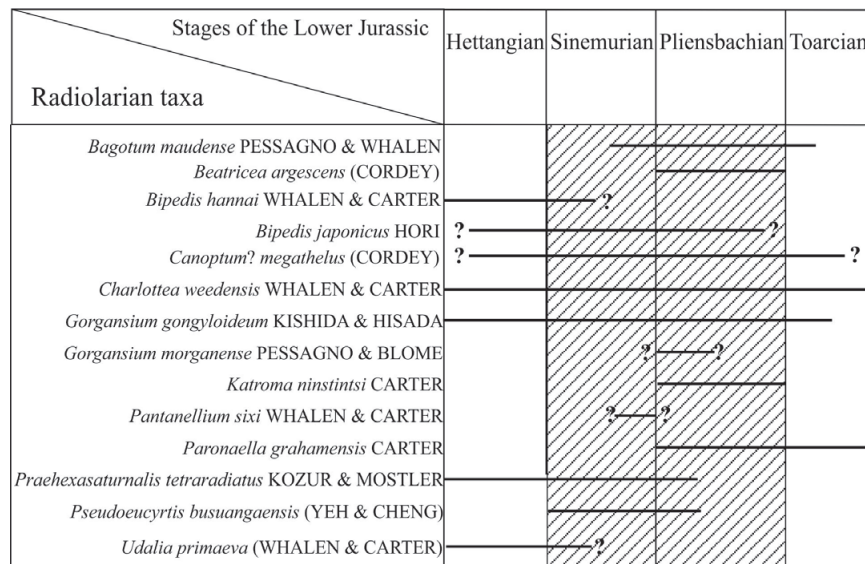 Stages of the Lower Jurassic
Hettangian Sinemurian Pliensbachian Toarcian
Radiolarian taxa
Bagotum maudense PESSAGNO & WHALEN
Beatricea argescens (CORDEY)
Bipedis hannai WHALEN & CARTER ?
Bipedis japonicus HORI ? ?
Canoptum? megathelus (CORDEY) ? ?
Charlottea weedensis WHALEN & CARTER
Gorgansium gongyloideum KISHIDA & HISADA
Gorgansium morganense PESSAGNO & BLOME ? ?
Katroma ninstintsi CARTER
Pantanellium sixi WHALEN & CARTER ? ?
Paronaella grahamensis CARTER
Praehexasaturnalis tetraradiatus KOZUR & MOSTLER
Pseudoeucyrtis busuangaensis (YEH & CHENG)
Udalia primaeva (WHALEN & CARTER) ?